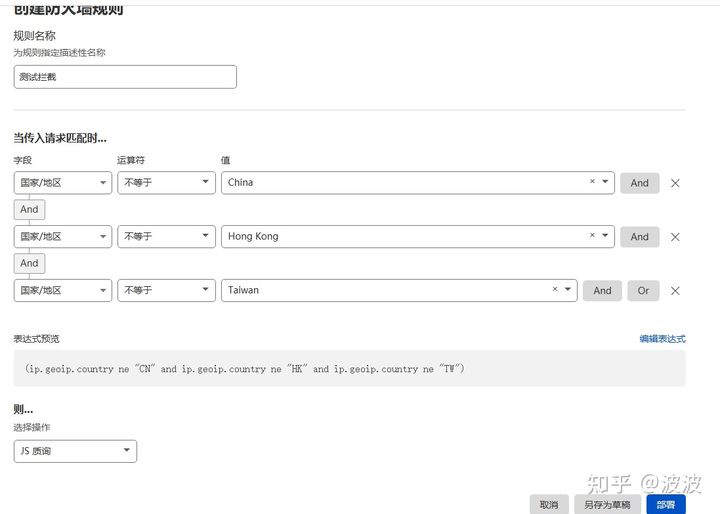 创建防火墙规则
规则名称
为规则指定描述性名称
测试拦截
当传入请求匹配时...
字段 运算符 值
国家/地区 不等于 China × And ×
And
国家/地区 不等于 Hong Kong × And ×
And
国家/地区 不等于 Taiwan × And Or ×
表达式预览 编辑表达式
(ip.geoip.country ne "CN" and ip.geoip.country ne "HK" and ip.geoip.country ne "TW")
则...
选择操作
JS 质询
知乎 @波波
取消 另存为草稿 部署